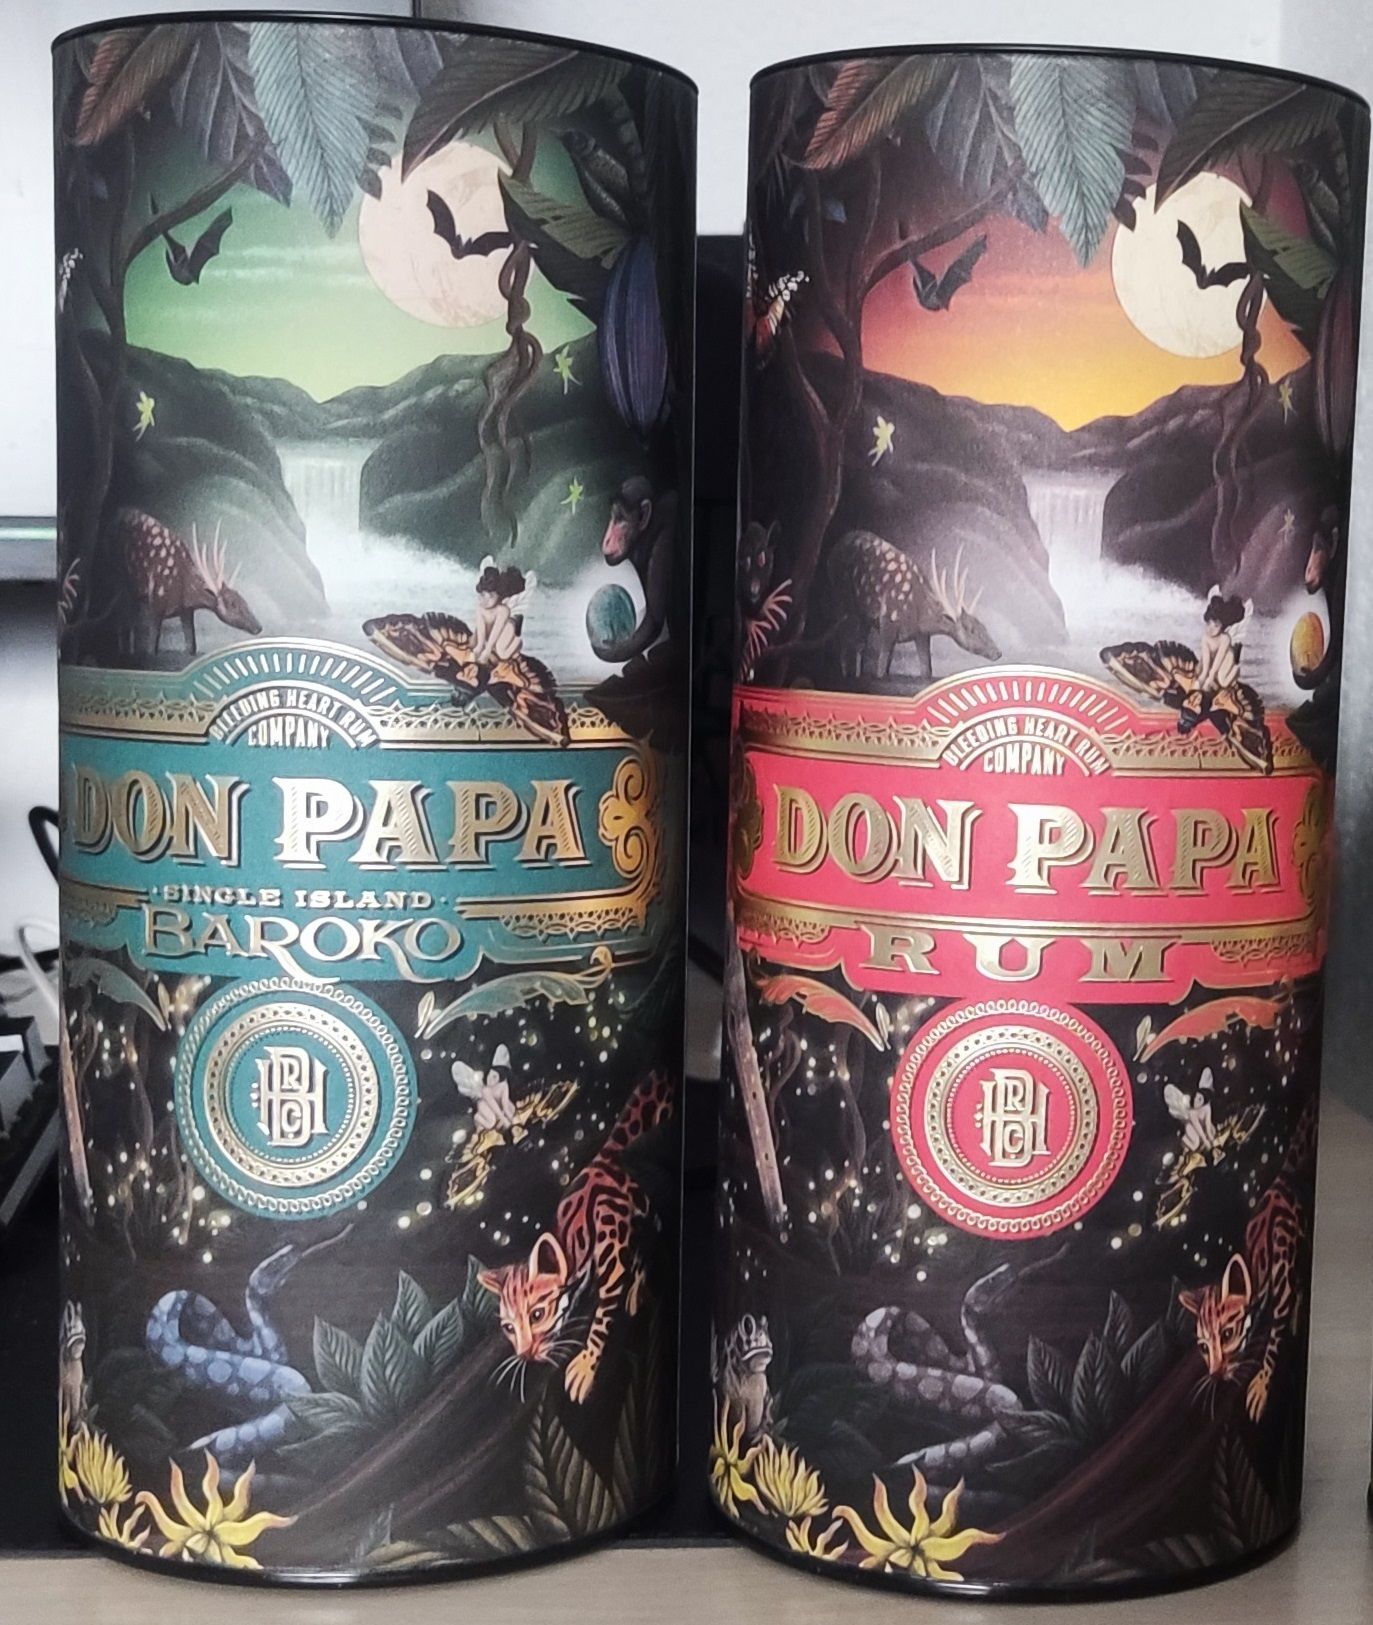 BLEEDING HEART RUM
COMPANY
DON PAPA
SINGLE ISLAND
BAROKO
BHRC
BLEEDING HEART RUM
COMPANY
DON PAPA
RUM
BHRC